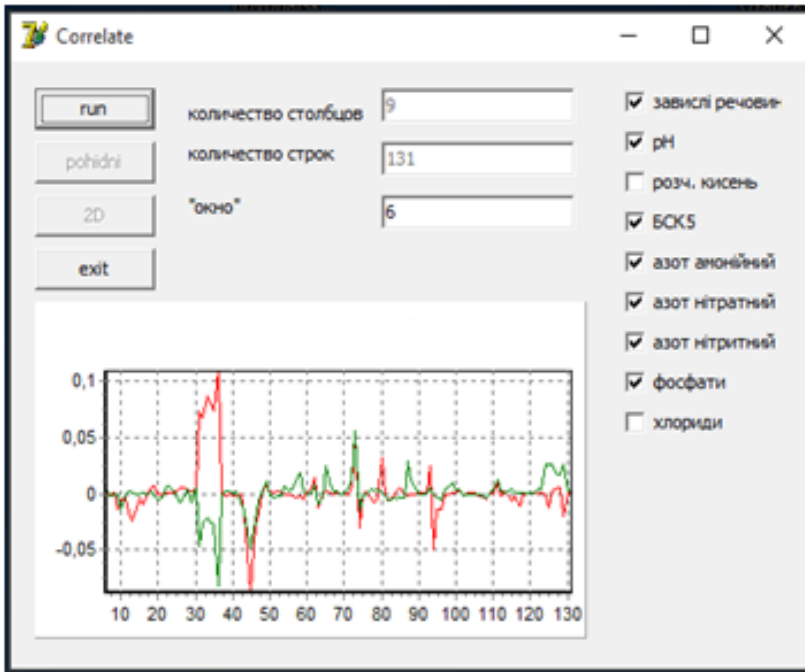 Correlate
run
количество столбцов
9
завислі речовин
pohidni
количество строк
131
pH
2D
"окно"
6
розч. кисень
exit
БСК5
азот амонійний
азот нітратний
азот нітритний
фосфати
хлориди
0,1
0,05
0
-0,05
10 20 30 40 50 60 70 80 90 100 110 120 130